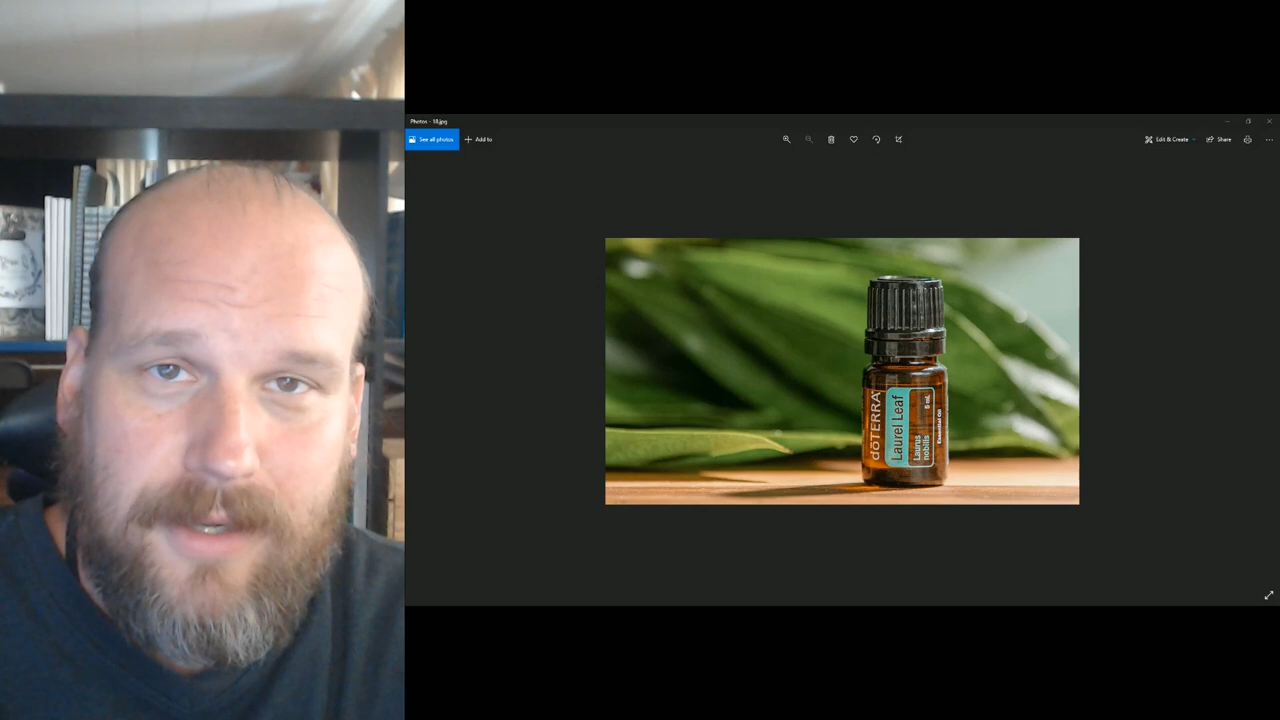 Photos - 18.jpg
See all photos
Add to
Edit & Create
Share
dōTERRA
Laurel Leaf
Laurus
nobilis
5 mL
Essential Oil